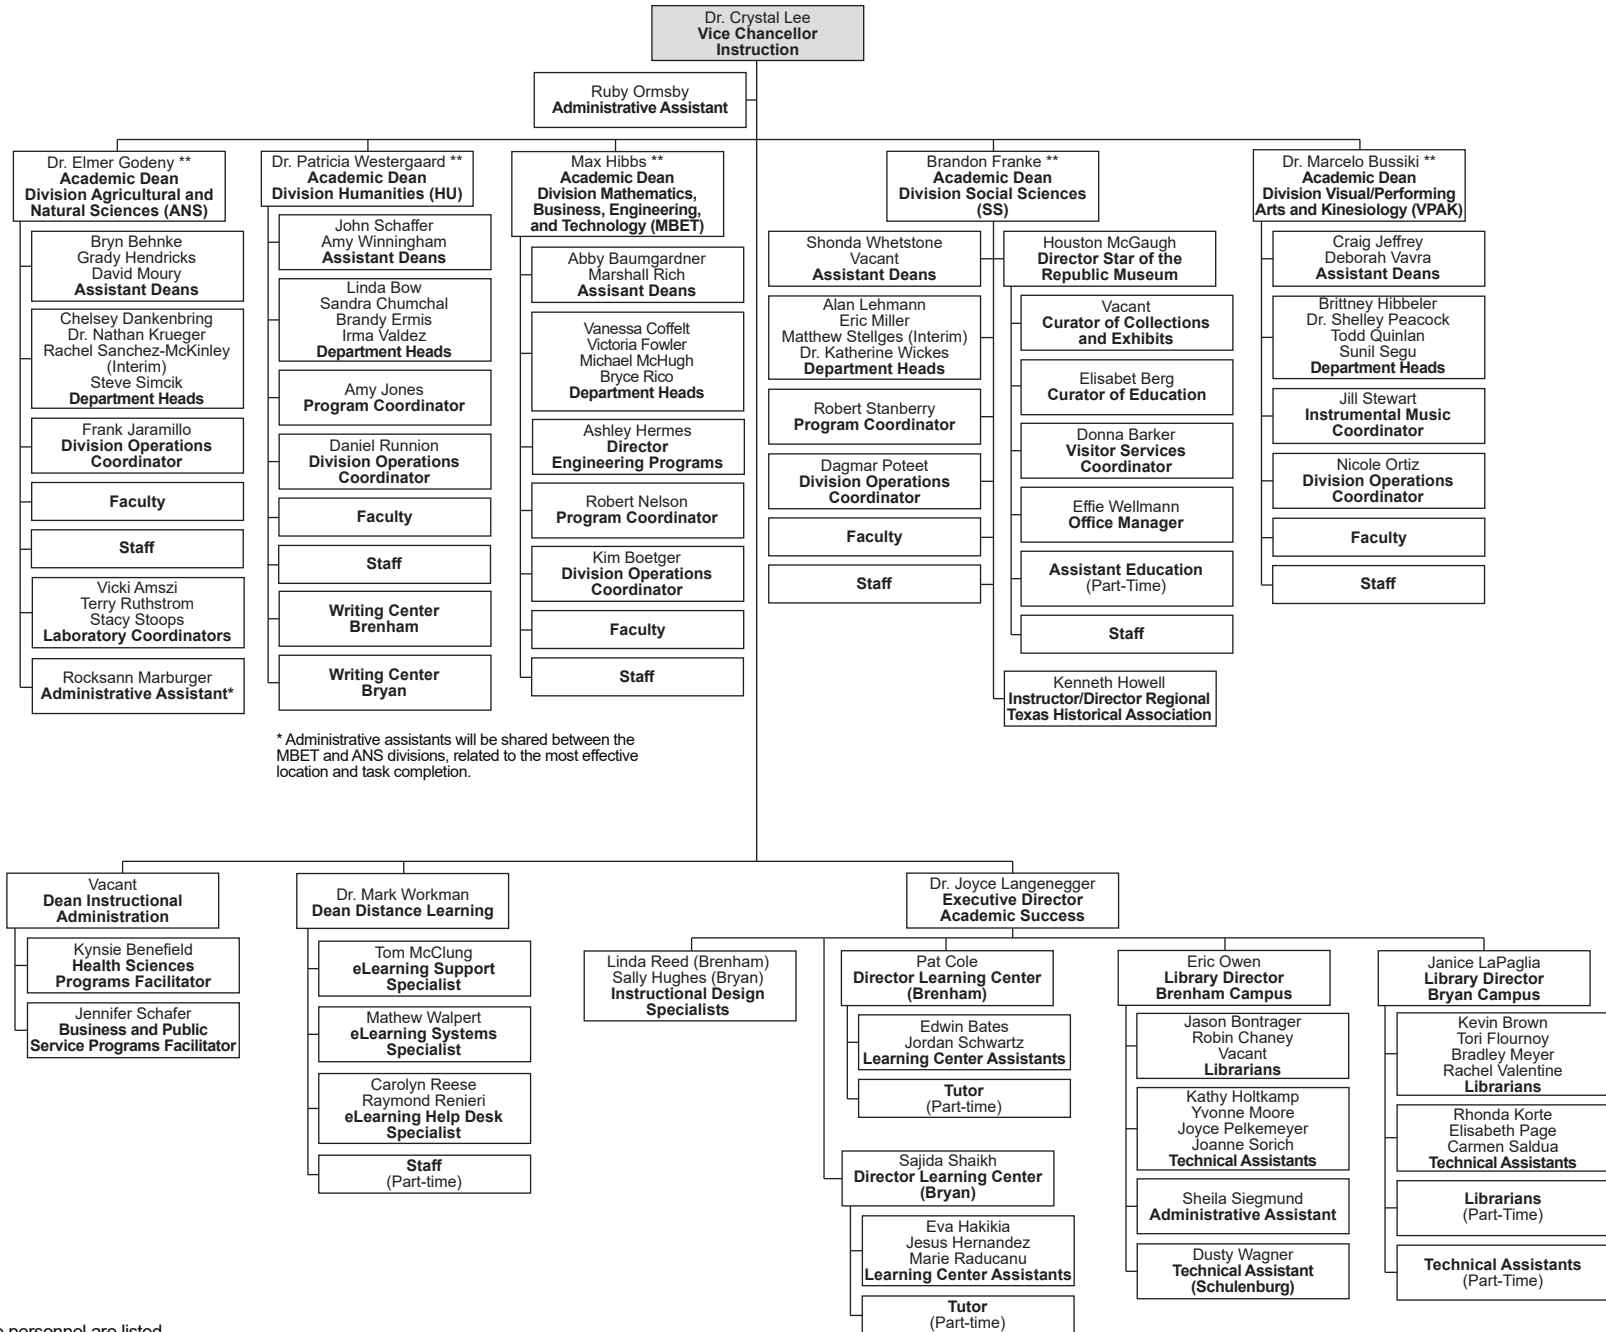 Dr. Crystal Lee
Vice Chancellor
Instruction
Ruby Ormsby
Administrative Assistant
Dr. Elmer Godeny **
Academic Dean
Division Agricultural and
Natural Sciences (ANS)
Bryn Behnke
Grady Hendricks
David Moury
Assistant Deans
Chelsey Dankenbring
Dr. Nathan Krueger
Rachel Sanchez-McKinley
(Interim)
Steve Simcik
Department Heads
Frank Jaramillo
Division Operations
Coordinator
Faculty
Staff
Vicki Amszi
Terry Ruthstrom
Stacy Stoops
Laboratory Coordinators
Rocksann Marburger
Administrative Assistant*
Dr. Patricia Westergaard **
Academic Dean
Division Humanities (HU)
John Schaffer
Amy Winningham
Assistant Deans
Linda Bow
Sandra Chumchal
Brandy Ermis
Irma Valdez
Department Heads
Amy Jones
Program Coordinator
Daniel Runnion
Division Operations
Coordinator
Faculty
Staff
Writing Center
Brenham
Writing Center
Bryan
Max Hibbs **
Academic Dean
Division Mathematics,
Business, Engineering,
and Technology (MBET)
Abby Baumgardner
Marshall Rich
Assisant Deans
Vanessa Coffelt
Victoria Fowler
Michael McHugh
Bryce Rico
Department Heads
Ashley Hermes
Director
Engineering Programs
Robert Nelson
Program Coordinator
Kim Boetger
Division Operations
Coordinator
Faculty
Staff
Brandon Franke **
Academic Dean
Division Social Sciences
(SS)
Shonda Whetstone
Vacant
Assistant Deans
Alan Lehmann
Eric Miller
Matthew Stellges (Interim)
Dr. Katherine Wickes
Department Heads
Robert Stanberry
Program Coordinator
Dagmar Poteet
Division Operations
Coordinator
Faculty
Staff
Houston McGaugh
Director Star of the
Republic Museum
Vacant
Curator of Collections
and Exhibits
Elisabet Berg
Curator of Education
Donna Barker
Visitor Services
Coordinator
Effie Wellmann
Office Manager
Assistant Education
(Part-Time)
Staff
Kenneth Howell
Instructor/Director Regional
Texas Historical Association
Dr. Marcelo Bussiki **
Academic Dean
Division Visual/Performing
Arts and Kinesiology (VPAK)
Craig Jeffrey
Deborah Vavra
Assistant Deans
Brittney Hibbeler
Dr. Shelley Peacock
Todd Quinlan
Sunil Segu
Department Heads
Jill Stewart
Instrumental Music
Coordinator
Nicole Ortiz
Division Operations
Coordinator
Faculty
Staff
* Administrative assistants will be shared between the
MBET and ANS divisions, related to the most effective
location and task completion.
Vacant
Dean Instructional
Administration
Kynsie Benefield
Health Sciences
Programs Facilitator
Jennifer Schafer
Business and Public
Service Programs Facilitator
Dr. Mark Workman
Dean Distance Learning
Tom McClung
eLearning Support
Specialist
Mathew Walpert
eLearning Systems
Specialist
Carolyn Reese
Raymond Renieri
eLearning Help Desk
Specialist
Staff
(Part-time)
Dr. Joyce Langenegger
Executive Director
Academic Success
Linda Reed (Brenham)
Sally Hughes (Bryan)
Instructional Design
Specialists
Pat Cole
Director Learning Center
(Brenham)
Edwin Bates
Jordan Schwartz
Learning Center Assistants
Tutor
(Part-time)
Sajida Shaikh
Director Learning Center
(Bryan)
Eva Hakikia
Jesus Hernandez
Marie Raducanu
Learning Center Assistants
Tutor
(Part-time)
Eric Owen
Library Director
Brenham Campus
Jason Bontrager
Robin Chaney
Vacant
Librarians
Kathy Holtkamp
Yvonne Moore
Joyce Pelkemeyer
Joanne Sorich
Technical Assistants
Sheila Siegmund
Administrative Assistant
Dusty Wagner
Technical Assistant
(Schulenburg)
Janice LaPaglia
Library Director
Bryan Campus
Kevin Brown
Tori Flournoy
Bradley Meyer
Rachel Valentine
Librarians
Rhonda Korte
Elisabeth Page
Carmen Saldua
Technical Assistants
Librarians
(Part-Time)
Technical Assistants
(Part-Time)
personnel are listed